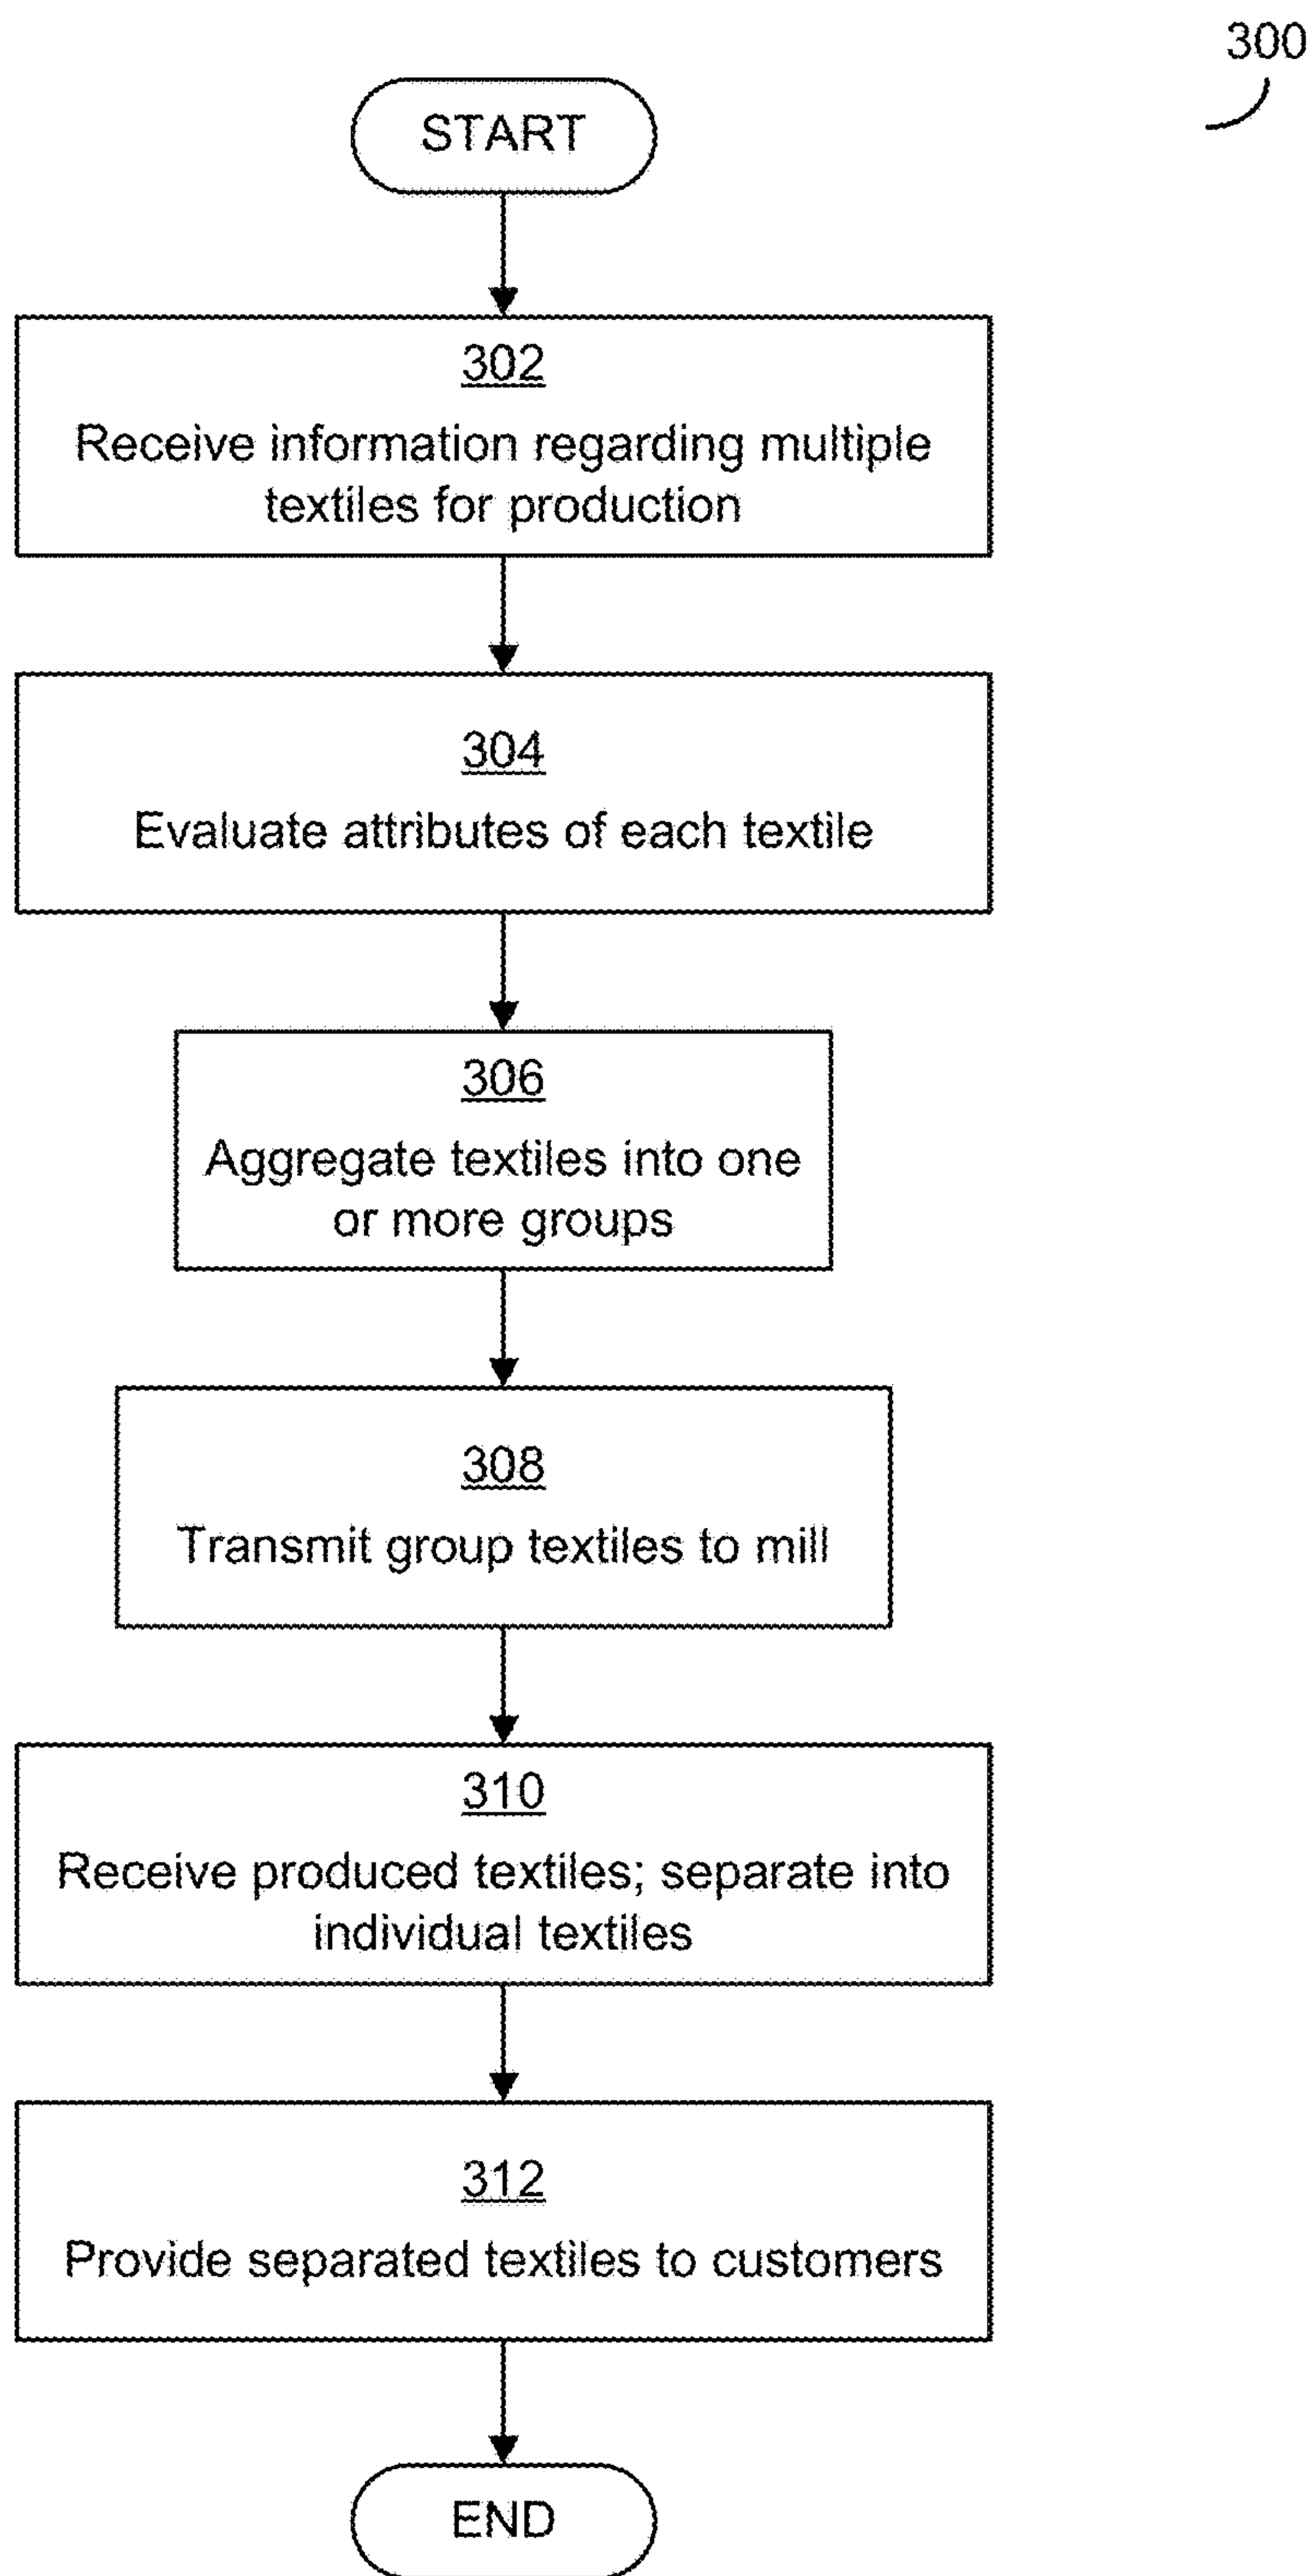 300
START
302
Receive information regarding multiple
textiles for production
304
Evaluate attributes of each textile
306
Aggregate textiles into one
or more groups
308
Transmit group textiles to mill
310
Receive produced textiles; separate into
individual textiles
312
Provide separated textiles to customers
END